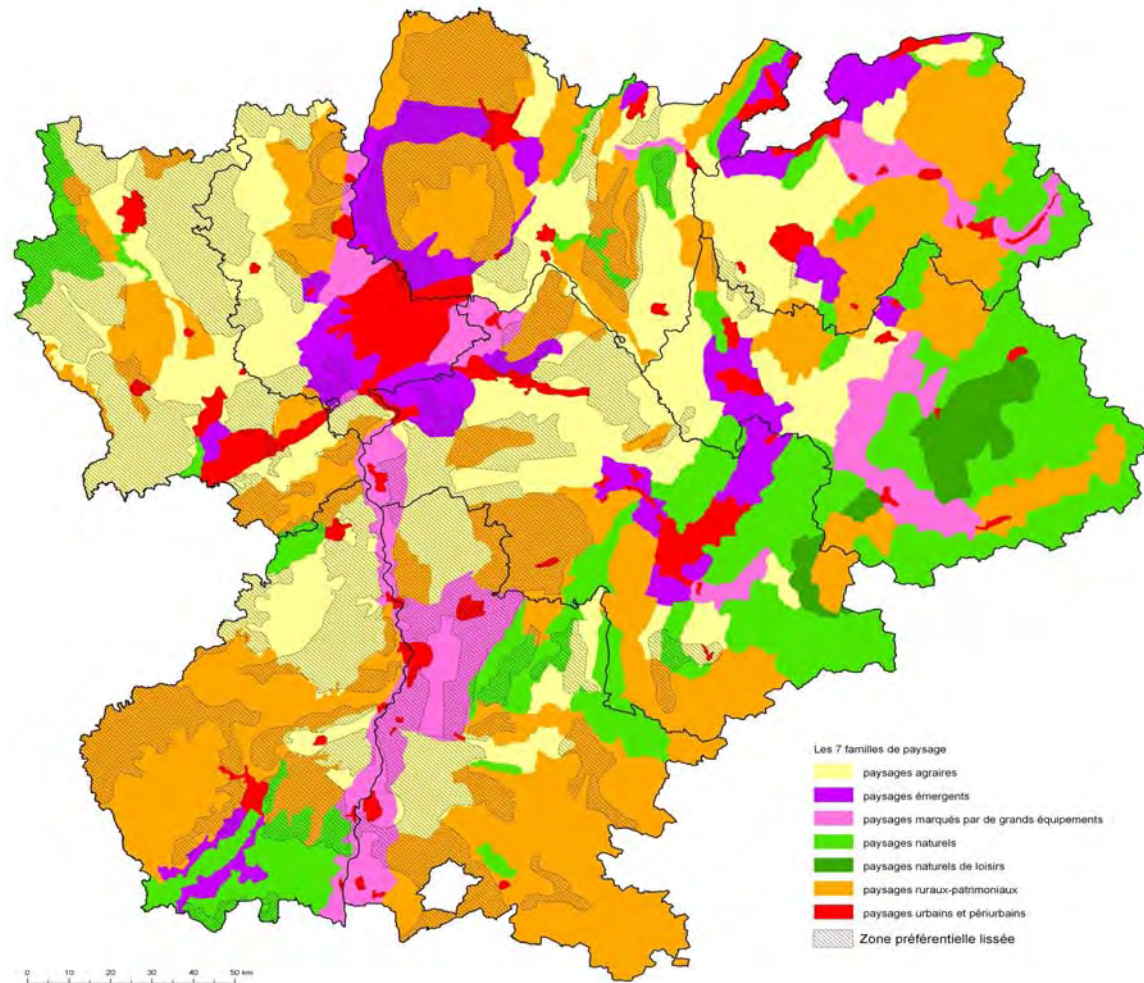 Les 7 familles de paysage
paysages agraires
paysages émergents
paysages marqués par de grands équipements
paysages naturels
paysages naturels de loisirs
paysages ruraux-patrimoniaux
paysages urbains et périurbains
Zone préférentielle lissée
0 10 20 30 40 50 km